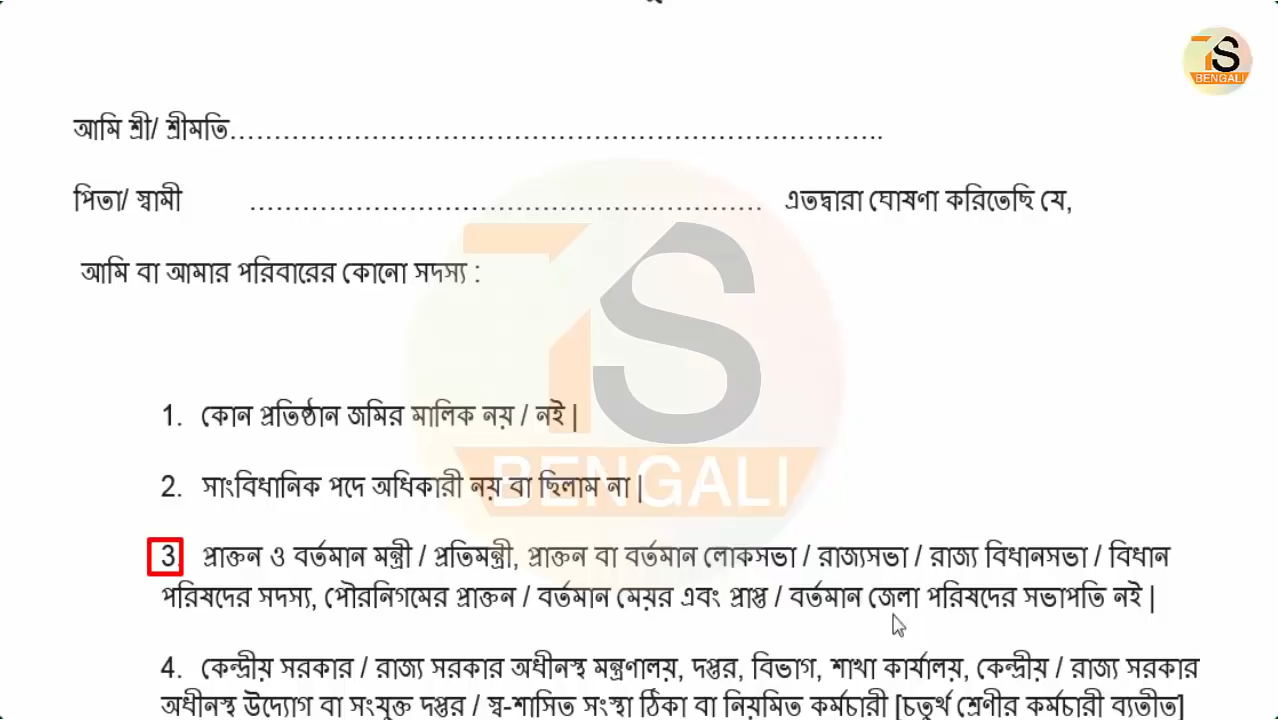 7S
BENGALI
আমি শ্রী/ শ্রীমতি...........................................................................
পিতা/ স্বামী ........................................................... এতদ্বারা ঘোষণা করিতেছি যে,
আমি বা আমার পরিবারের কোনো সদস্য :
7S
BENGALI
1. কোন প্রতিষ্ঠান জমির মালিক নয় / নই |
2. সাংবিধানিক পদে অধিকারী নয় বা ছিলাম না |
3. প্রাক্তন ও বর্তমান মন্ত্রী / প্রতিমন্ত্রী, প্রাক্তন বা বর্তমান লোকসভা / রাজ্যসভা / রাজ্য বিধানসভা / বিধান
পরিষদের সদস্য, পৌরনিগমের প্রাক্তন / বর্তমান মেয়র এবং প্রাপ্ত / বর্তমান জেলা পরিষদের সভাপতি নই |
4. কেন্দ্রীয় সরকার / রাজ্য সরকার অধীনস্থ মন্ত্রণালয়, দপ্তর, বিভাগ, শাখা কার্যালয়, কেন্দ্রীয় / রাজ্য সরকার
অধীনস্থ উদ্যোগ বা সংযুক্ত দপ্তর / স্ব-শাসিত সংস্থা ঠিকা বা নিয়মিত কর্মচারী [চতুর্থ শ্রেণীর কর্মচারী ব্যতীত]